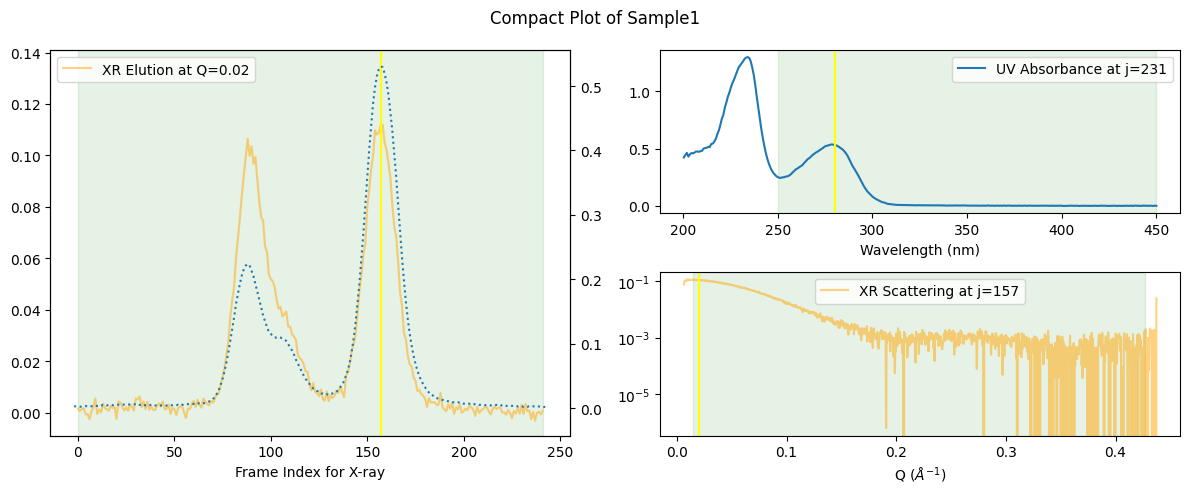 Compact Plot of Sample1
XR Elution at Q=0.02
0.14
0.12
0.10
0.08
0.06
0.04
0.02
0.00
0.5
0.4
0.3
0.2
0.1
0.0
0 50 100 150 200 250
Frame Index for X-ray
UV Absorbance at j=231
1.0
0.5
0.0
200 250 300 350 400 450
Wavelength (nm)
XR Scattering at j=157
10⁻¹
10⁻³
10⁻⁵
0.0 0.1 0.2 0.3 0.4
Q (Å⁻¹)